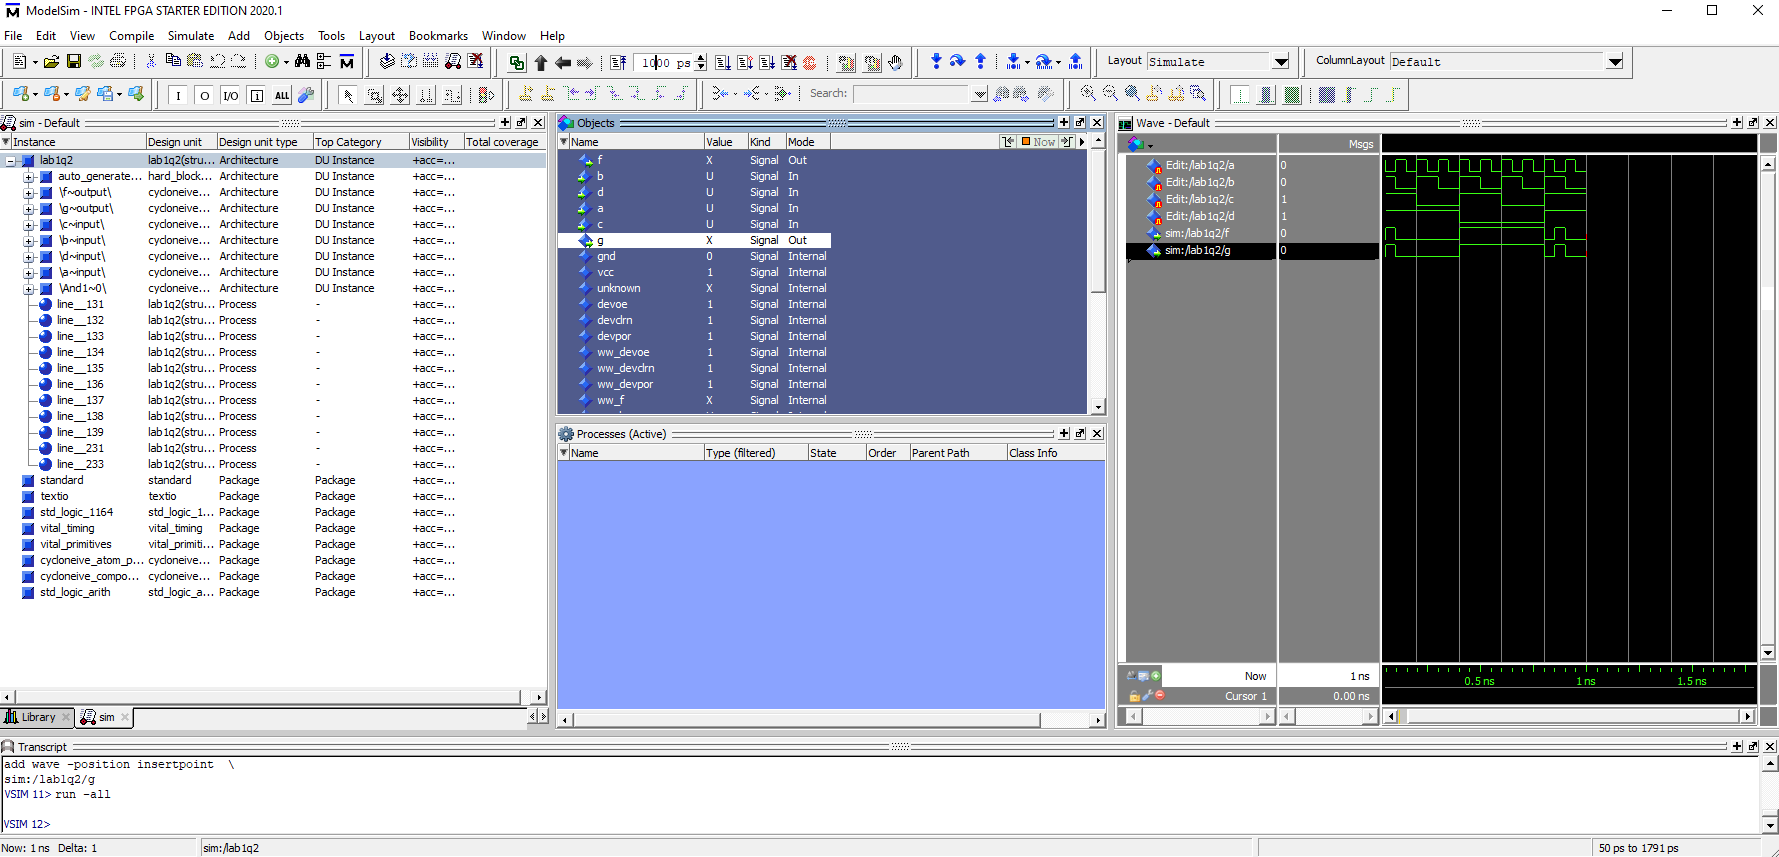 ModelSim - INTEL FPGA STARTER EDITION 2020.1
File Edit View Compile Simulate Add Objects Tools Layout Bookmarks Window Help
1000 ps
Layout Simulate
ColumnLayout Default
I O I/O i ALL
Search:
sim - Default
Instance Design unit Design unit type Top Category Visibility Total coverage
lab1q2 lab1q2(stru... Architecture DU Instance +acc=...
auto_generate... hard_block... Architecture DU Instance +acc=...
\f~output\ cycloneive... Architecture DU Instance +acc=...
\g~output\ cycloneive... Architecture DU Instance +acc=...
\c~input\ cycloneive... Architecture DU Instance +acc=...
\b~input\ cycloneive... Architecture DU Instance +acc=...
\d~input\ cycloneive... Architecture DU Instance +acc=...
\a~input\ cycloneive... Architecture DU Instance +acc=...
\And1~0\ cycloneive... Architecture DU Instance +acc=...
line__131 lab1q2(stru... Process - +acc=...
line__132 lab1q2(stru... Process - +acc=...
line__133 lab1q2(stru... Process - +acc=...
line__134 lab1q2(stru... Process - +acc=...
line__135 lab1q2(stru... Process - +acc=...
line__136 lab1q2(stru... Process - +acc=...
line__137 lab1q2(stru... Process - +acc=...
line__138 lab1q2(stru... Process - +acc=...
line__139 lab1q2(stru... Process - +acc=...
line__231 lab1q2(stru... Process - +acc=...
line__233 lab1q2(stru... Process - +acc=...
standard standard Package Package +acc=...
textio textio Package Package +acc=...
std_logic_1164 std_logic_1... Package Package +acc=...
vital_timing vital_timing Package Package +acc=...
vital_primitives vital_primiti... Package Package +acc=...
cycloneive_atom_p... cycloneive... Package Package +acc=...
cycloneive_compo... cycloneive... Package Package +acc=...
std_logic_arith std_logic_a... Package Package +acc=...
Library sim
Objects
Name Value Kind Mode Now
f X Signal Out
b U Signal In
d U Signal In
a U Signal In
c U Signal In
g X Signal Out
gnd 0 Signal Internal
vcc 1 Signal Internal
unknown X Signal Internal
devoe 1 Signal Internal
devclrn 1 Signal Internal
devpor 1 Signal Internal
ww_devoe 1 Signal Internal
ww_devclrn 1 Signal Internal
ww_devpor 1 Signal Internal
ww_f X Signal Internal
Processes (Active)
Name Type (filtered) State Order Parent Path Class Info
Wave - Default
Msgs
Edit:/lab1q2/a 0
Edit:/lab1q2/b 0
Edit:/lab1q2/c 1
Edit:/lab1q2/d 1
sim:/lab1q2/f 0
sim:/lab1q2/g 0
Now 1 ns
0.5 ns 1 ns 1.5 ns
Cursor 1 0.00 ns
Transcript
add wave -position insertpoint \
sim:/lab1q2/g
VSIM 11> run -all
VSIM 12>
Now: 1 ns Delta: 1 sim:/lab1q2 50 ps to 1791 ps